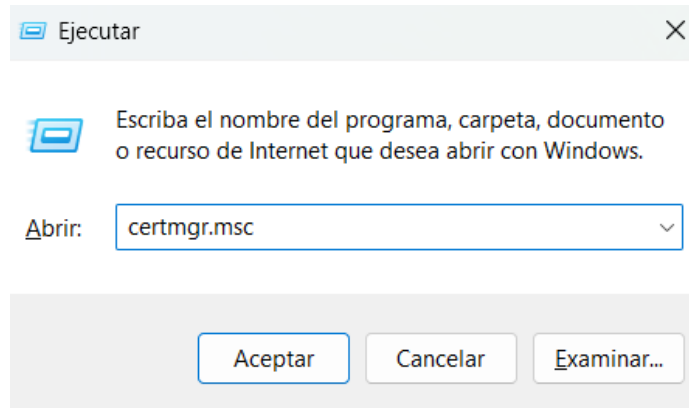 Ejecutar
Escriba el nombre del programa, carpeta, documento
o recurso de Internet que desea abrir con Windows.
Abrir: certmgr.msc
Aceptar Cancelar Examinar...